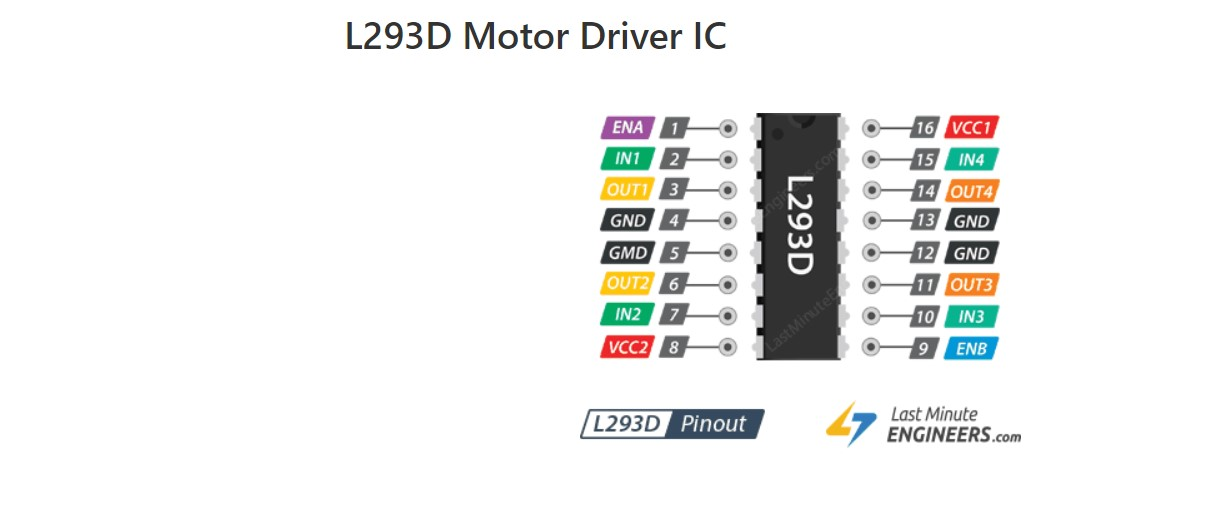 L293D Motor Driver IC
ENA 1 16 VCC1
IN1 2 15 IN4
OUT1 3 14 OUT4
GND 4 13 GND
GMD 5 12 GND
OUT2 6 11 OUT3
IN2 7 10 IN3
VCC2 8 9 ENB
L293D
L293D Pinout
Last Minute
ENGINEERS.com